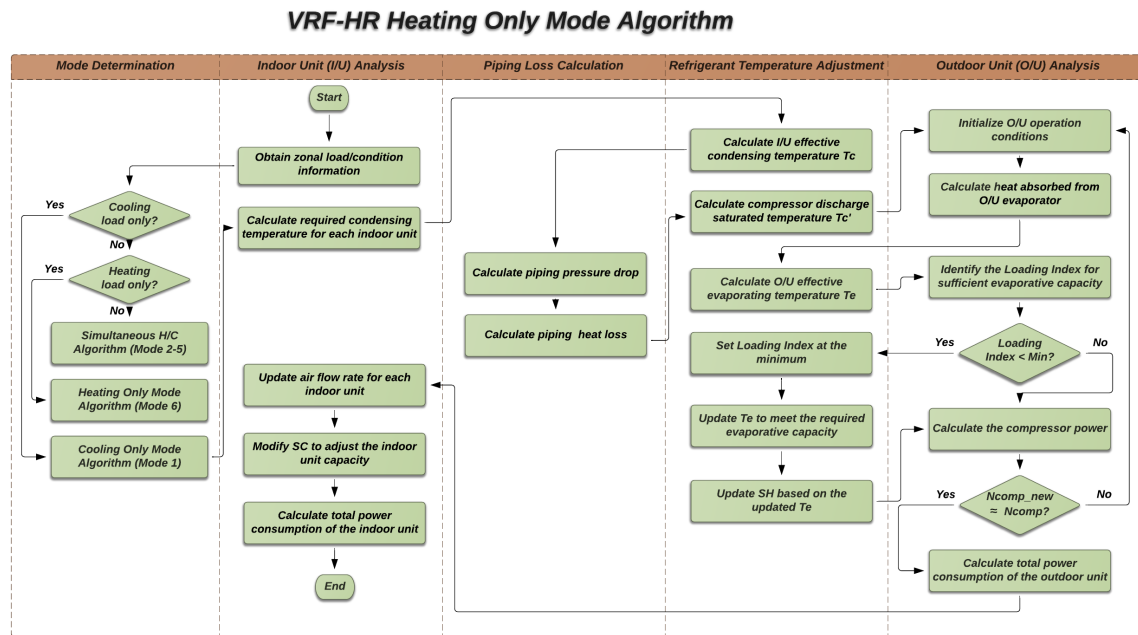 VRF-HR Heating Only Mode Algorithm
Mode Determination
Indoor Unit (I/U) Analysis
Piping Loss Calculation
Refrigerant Temperature Adjustment
Outdoor Unit (O/U) Analysis
Cooling
load only?
Yes
No
Heating
load only?
Yes
No
Simultaneous H/C
Algorithm (Mode 2-5)
Heating Only Mode
Algorithm (Mode 6)
Cooling Only Mode
Algorithm (Mode 1)
Start
Obtain zonal load/condition
information
Calculate required condensing
temperature for each indoor unit
Update air flow rate for each
indoor unit
Modify SC to adjust the indoor
unit capacity
Calculate total power
consumption of the indoor unit
End
Calculate piping pressure drop
Calculate piping heat loss
Calculate I/U effective
condensing temperature Tc
Calculate compressor discharge
saturated temperature Tc'
Calculate O/U effective
evaporating temperature Te
Set Loading Index at the
minimum
Update Te to meet the required
evaporative capacity
Update SH based on the
updated Te
Initialize O/U operation
conditions
Calculate heat absorbed from
O/U evaporator
Identify the Loading Index for
sufficient evaporative capacity
Yes
Loading
Index < Min?
No
Calculate the compressor power
Yes
Ncomp_new
≈ Ncomp?
No
Calculate total power
consumption of the outdoor unit